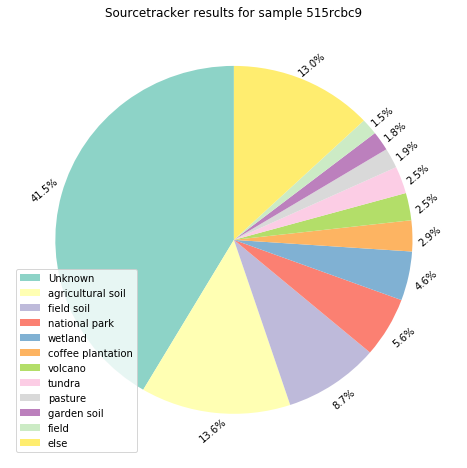 Sourcetracker results for sample 515rcbc9
13.0%
1.5%
1.8%
1.9%
2.5%
2.5%
2.9%
4.6%
5.6%
8.7%
13.6%
41.5%
Unknown
agricultural soil
field soil
national park
wetland
coffee plantation
volcano
tundra
pasture
garden soil
field
else